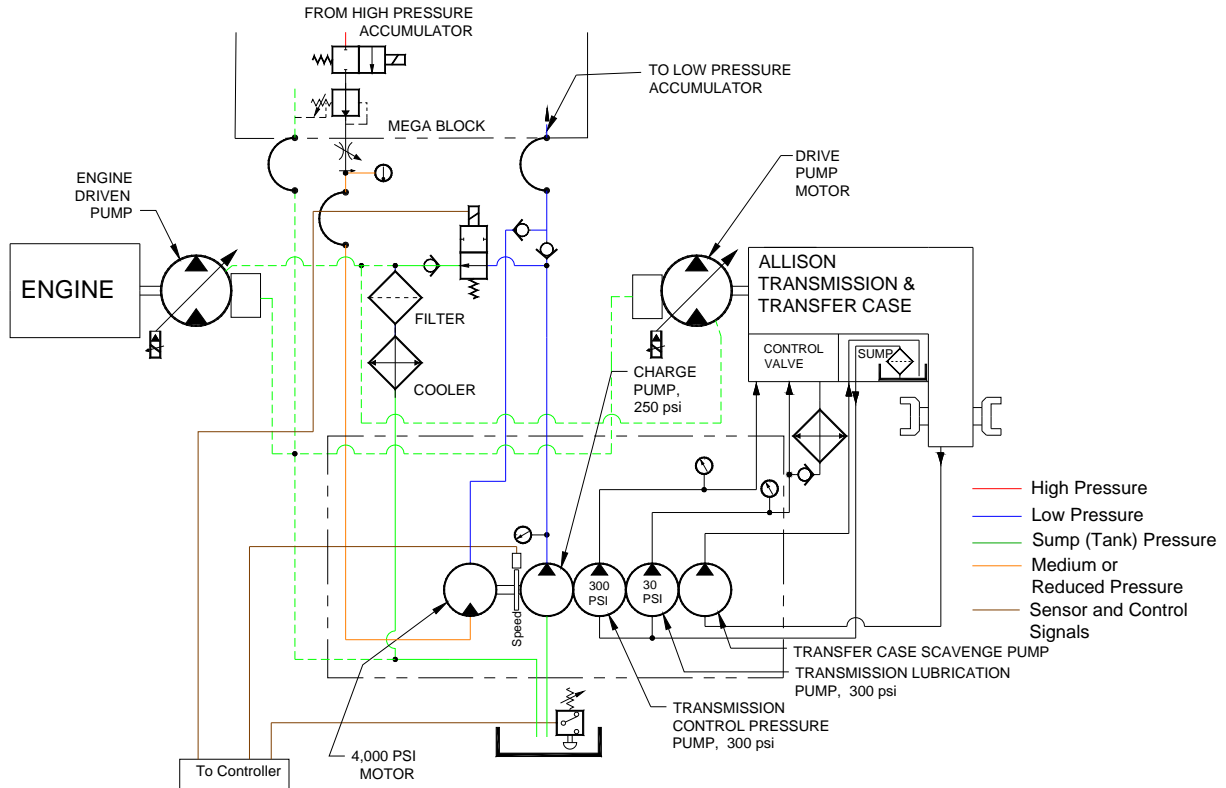 FROM HIGH PRESSURE
ACCUMULATOR
TO LOW PRESSURE
ACCUMULATOR
MEGA BLOCK
ENGINE
DRIVEN
PUMP
DRIVE
PUMP
MOTOR
ENGINE
ALLISON
TRANSMISSION &
TRANSFER CASE
FILTER
COOLER
CONTROL
VALVE
SUMP
CHARGE
PUMP,
250 psi
High Pressure
Low Pressure
Sump (Tank) Pressure
Medium or
Reduced Pressure
Sensor and Control
Signals
300
PSI
30
PSI
Speed
TRANSFER CASE SCAVENGE PUMP
TRANSMISSION LUBRICATION
PUMP, 300 psi
TRANSMISSION
CONTROL PRESSURE
PUMP, 300 psi
4,000 PSI
MOTOR
To Controller